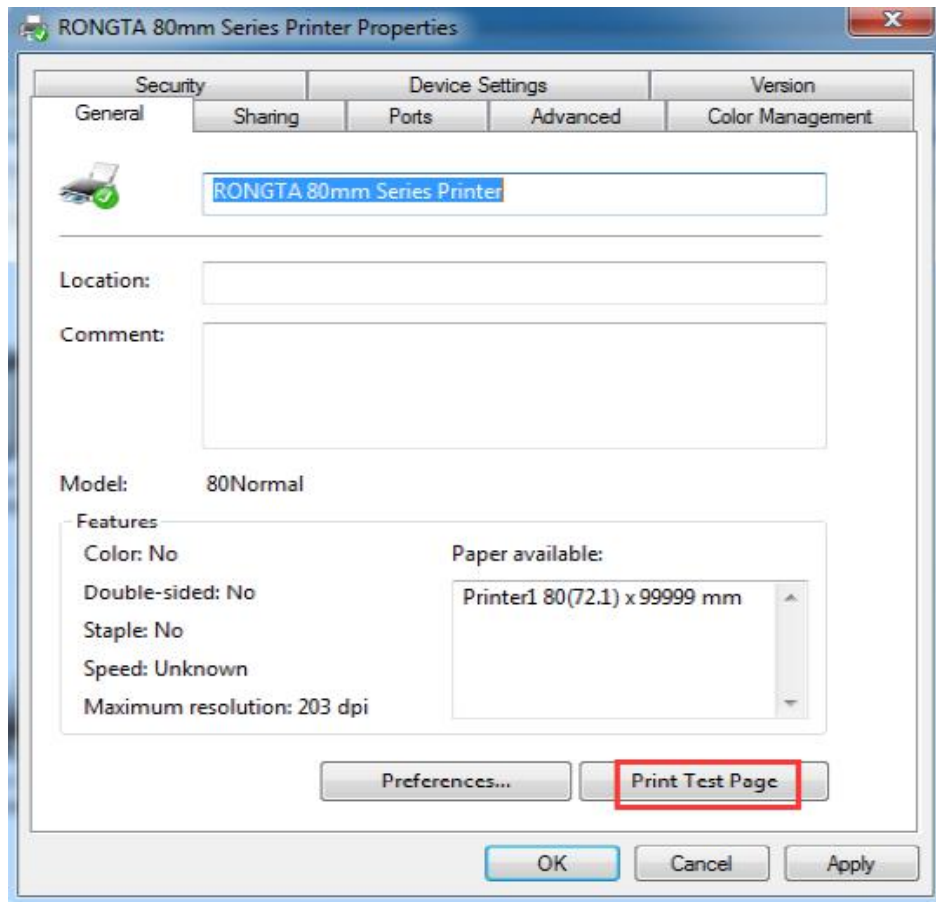 RONGTA 80mm Series Printer Properties
Security Device Settings Version
General Sharing Ports Advanced Color Management
RONGTA 80mm Series Printer
Location:
Comment:
Model: 80Normal
Features
Color: No
Paper available:
Double-sided: No
Printer1 80(72.1) x 99999 mm
Staple: No
Speed: Unknown
Maximum resolution: 203 dpi
Preferences... Print Test Page
OK Cancel Apply